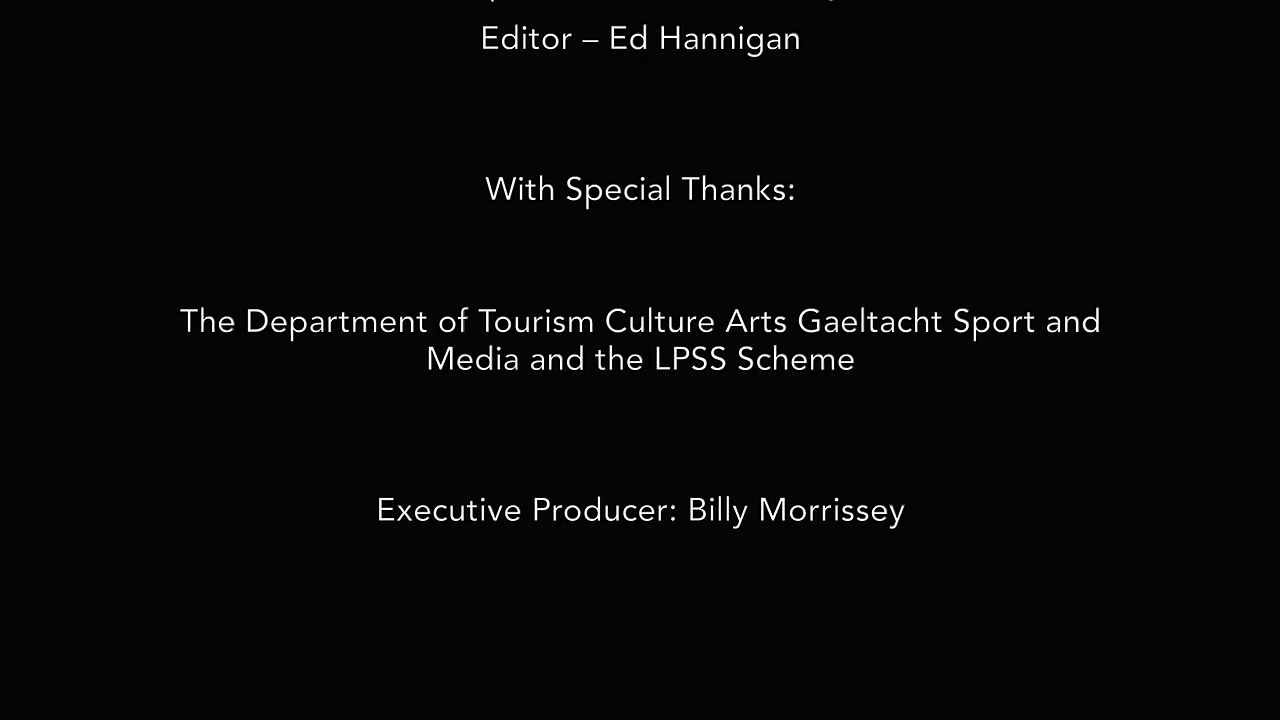 Editor – Ed Hannigan
With Special Thanks:
The Department of Tourism Culture Arts Gaeltacht Sport and
Media and the LPSS Scheme
Executive Producer: Billy Morrissey